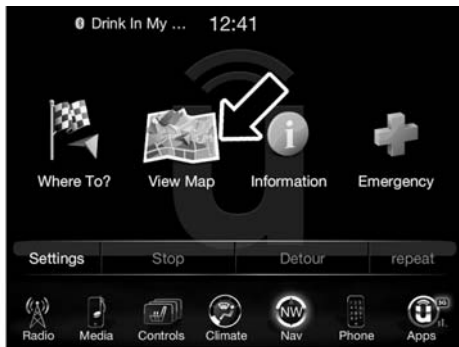 Drink In My ... 12:41
Where To? View Map Information Emergency
Settings Stop Detour repeat
NW
3G
Radio Media Controls Climate Nav Phone Apps